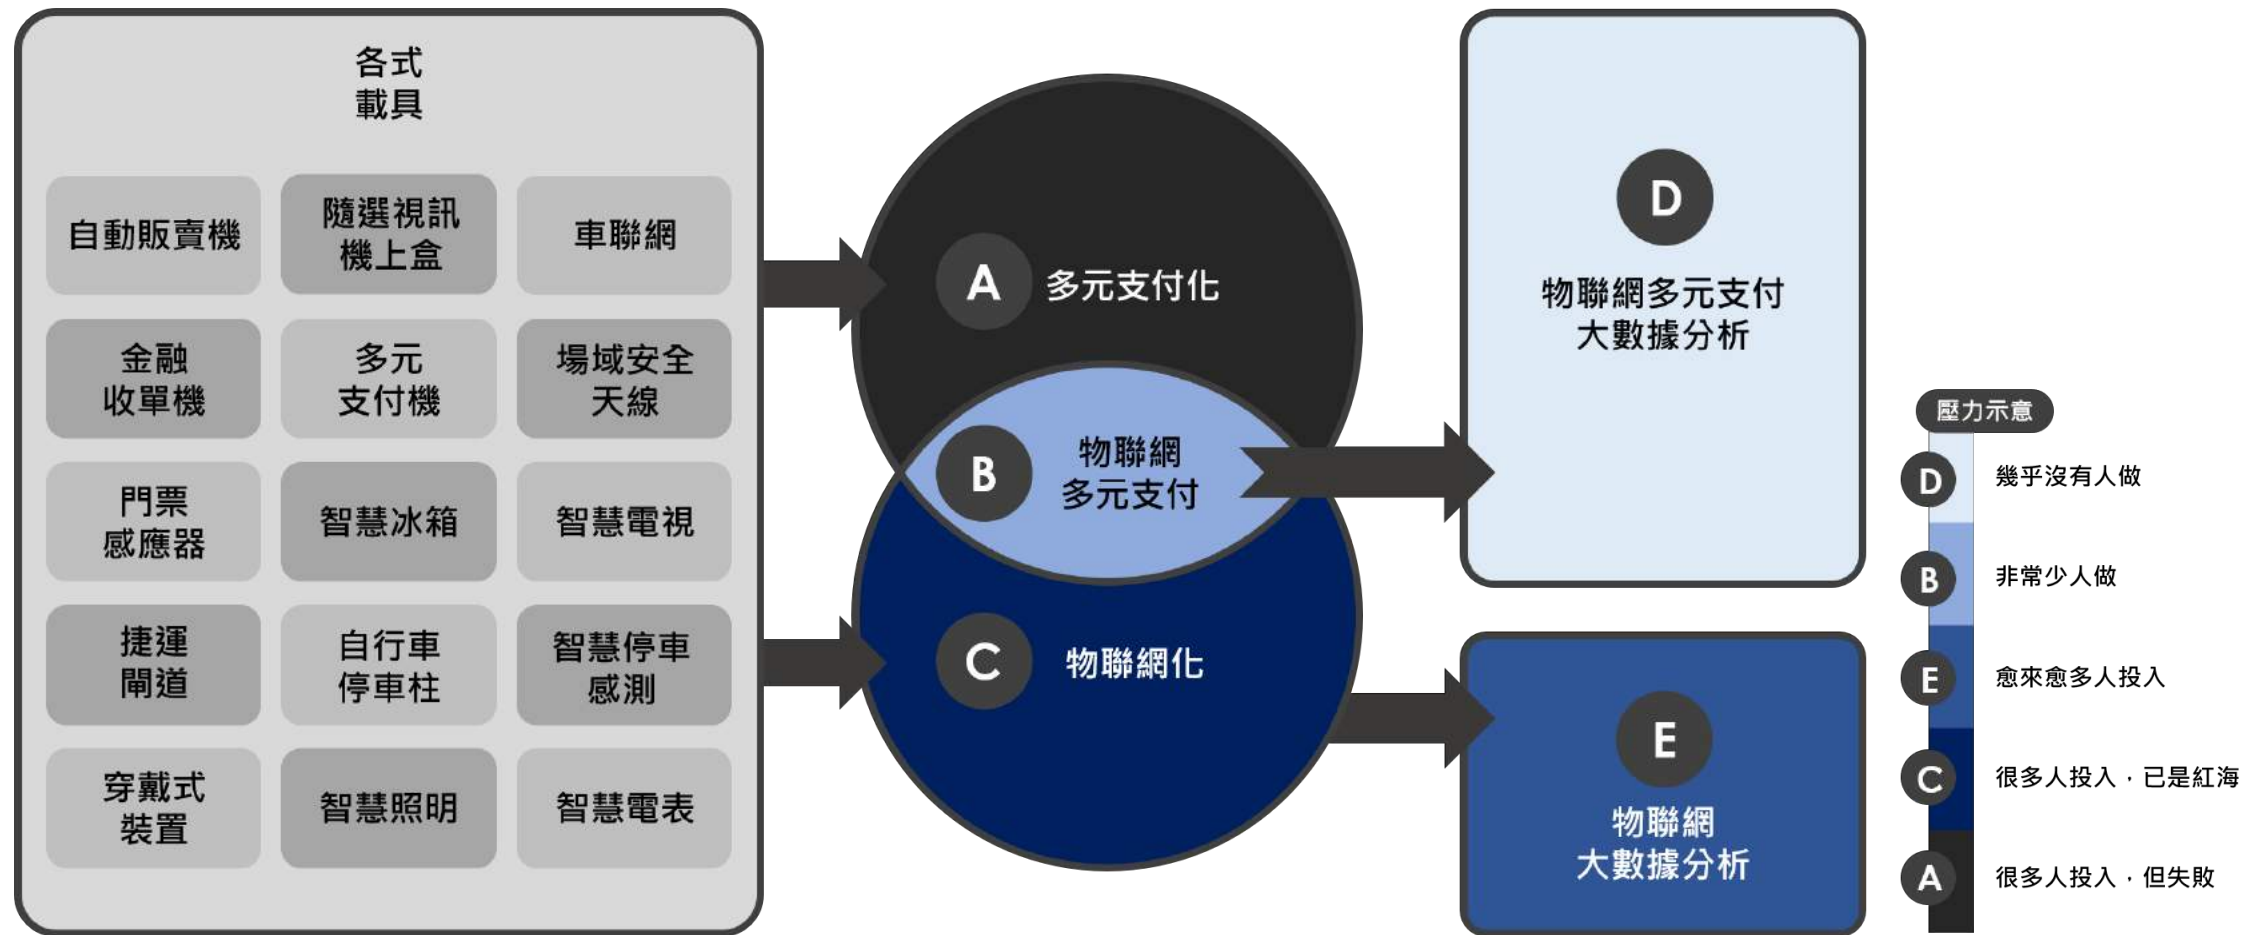 各式
載具
自動販賣機
隨選視訊
機上盒
車聯網
金融
收單機
多元
支付機
場域安全
天線
門票
感應器
智慧冰箱
智慧電視
捷運
閘道
自行車
停車柱
智慧停車
感測
穿戴式
裝置
智慧照明
智慧電表
A
多元支付化
B
物聯網
多元支付
C
物聯網化
D
物聯網多元支付
大數據分析
E
物聯網
大數據分析
壓力示意
D 幾乎沒有人做
B 非常少人做
E 愈來愈多人投入
C 很多人投入，已是紅海
A 很多人投入，但失敗